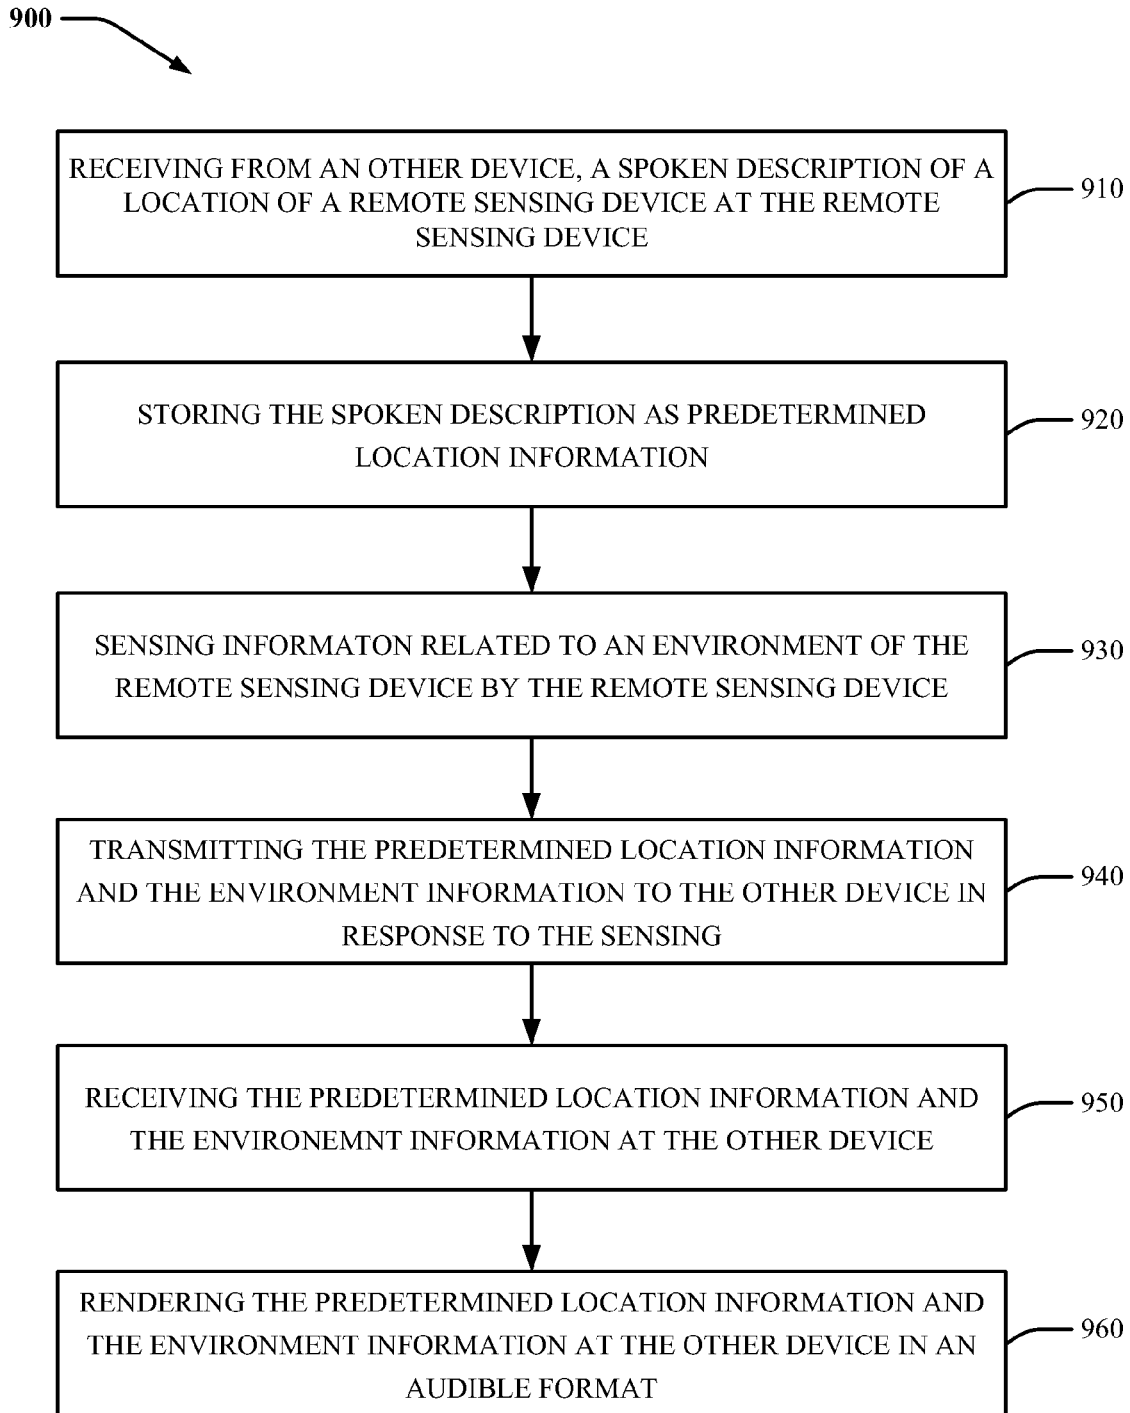 900
RECEIVING FROM AN OTHER DEVICE, A SPOKEN DESCRIPTION OF A
LOCATION OF A REMOTE SENSING DEVICE AT THE REMOTE
SENSING DEVICE
910
STORING THE SPOKEN DESCRIPTION AS PREDETERMINED
LOCATION INFORMATION
920
SENSING INFORMATON RELATED TO AN ENVIRONMENT OF THE
REMOTE SENSING DEVICE BY THE REMOTE SENSING DEVICE
930
TRANSMITTING THE PREDETERMINED LOCATION INFORMATION
AND THE ENVIRONMENT INFORMATION TO THE OTHER DEVICE IN
RESPONSE TO THE SENSING
940
RECEIVING THE PREDETERMINED LOCATION INFORMATION AND
THE ENVIRONEMNT INFORMATION AT THE OTHER DEVICE
950
RENDERING THE PREDETERMINED LOCATION INFORMATION AND
THE ENVIRONMENT INFORMATION AT THE OTHER DEVICE IN AN
AUDIBLE FORMAT
960